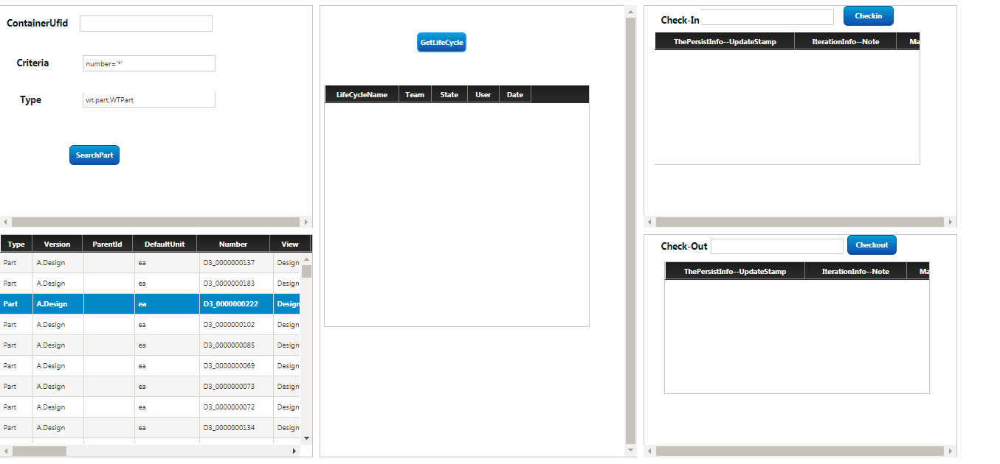 ContainerUfid
Criteria number='*'
Type wt.part.WTPart
SearchPart
Type Version ParentId DefaultUnit Number View
Part A.Design ea D3_0000000137 Design
Part A.Design ea D3_0000000183 Design
Part A.Design ea D3_0000000222 Design
Part A.Design ea D3_0000000102 Design
Part A.Design ea D3_0000000085 Design
Part A.Design ea D3_0000000069 Design
Part A.Design ea D3_0000000073 Design
Part A.Design ea D3_0000000072 Design
Part A.Design ea D3_0000000134 Design
GetLifeCycle
LifeCycleName Team State User Date
Check-In Checkin
ThePersistInfo--UpdateStamp IterationInfo--Note Ma
Check-Out Checkout
ThePersistInfo--UpdateStamp IterationInfo--Note Ma